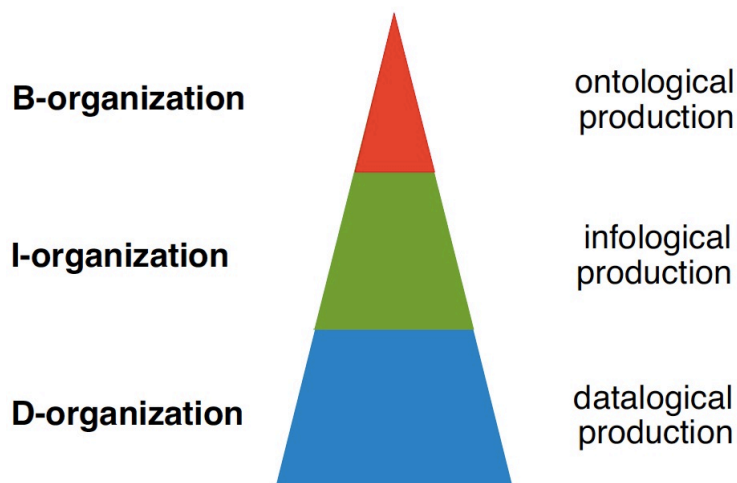 B-organization
ontological
production
I-organization
infological
production
D-organization
datalogical
production